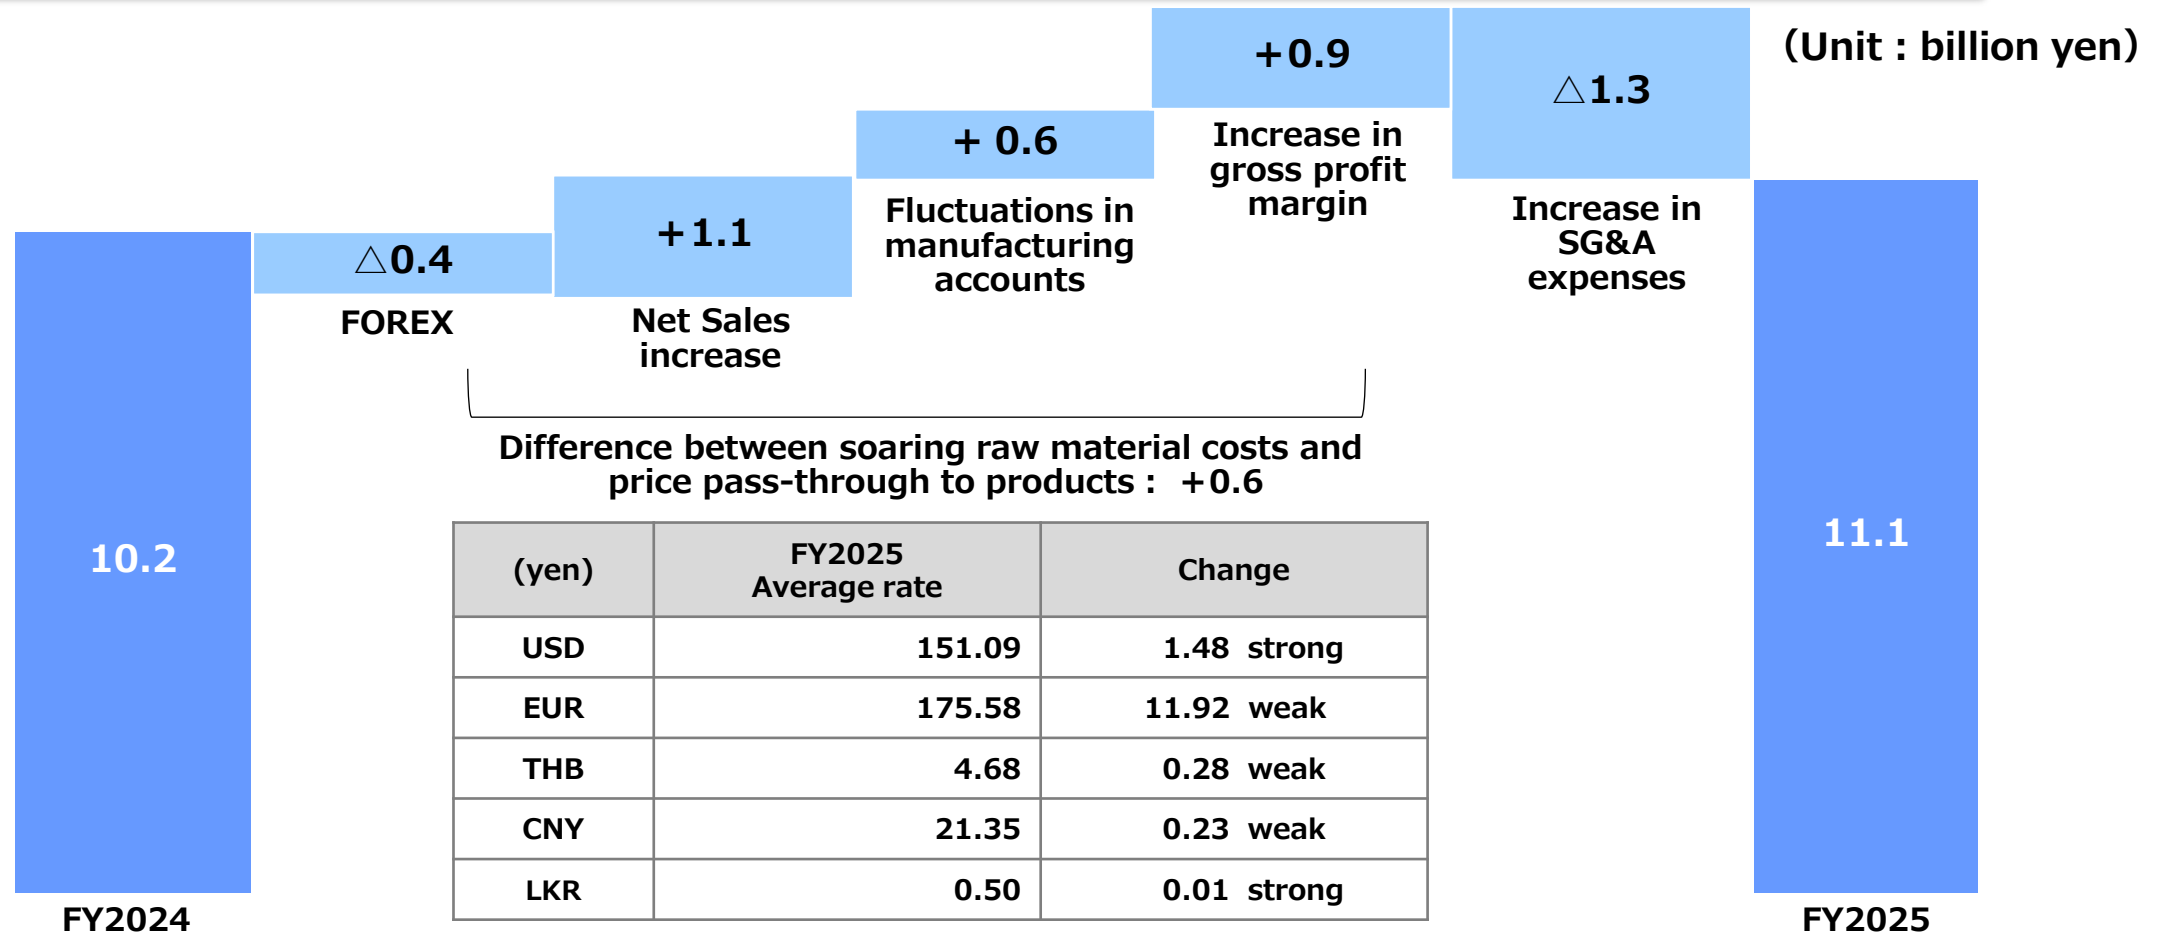 (Unit : billion yen)
+0.9
△1.3
+ 0.6
Increase in
gross profit
margin
+1.1
Fluctuations in
manufacturing
accounts
Increase in
SG&A
expenses
△0.4
FOREX
Net Sales
increase
Difference between soaring raw material costs and
price pass-through to products : +0.6
10.2
11.1
(yen) FY2025 Average rate Change
USD 151.09 1.48 strong
EUR 175.58 11.92 weak
THB 4.68 0.28 weak
CNY 21.35 0.23 weak
LKR 0.50 0.01 strong
FY2024
FY2025